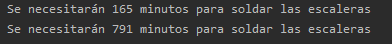 Se necesitarán 165 minutos para soldar las escaleras
Se necesitarán 791 minutos para soldar las escaleras